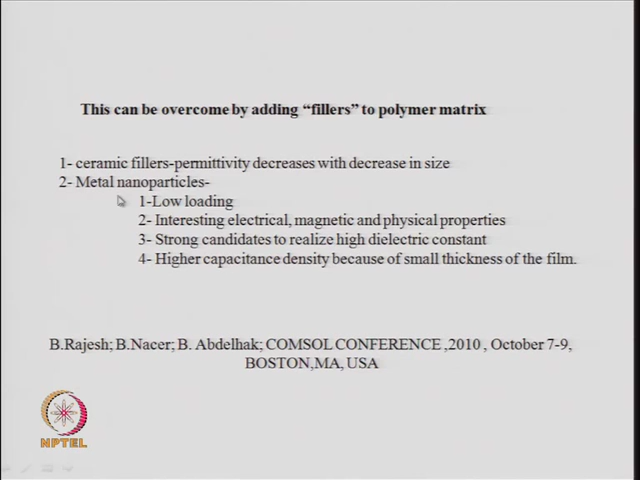 This can be overcome by adding “fillers” to polymer matrix
1- ceramic fillers-permittivity decreases with decrease in size
2- Metal nanoparticles-
1-Low loading
2- Interesting electrical, magnetic and physical properties
3- Strong candidates to realize high dielectric constant
4- Higher capacitance density because of small thickness of the film.
B.Rajesh; B.Nacer; B. Abdelhak; COMSOL CONFERENCE ,2010 , October 7-9,
BOSTON,MA, USA
NPTEL